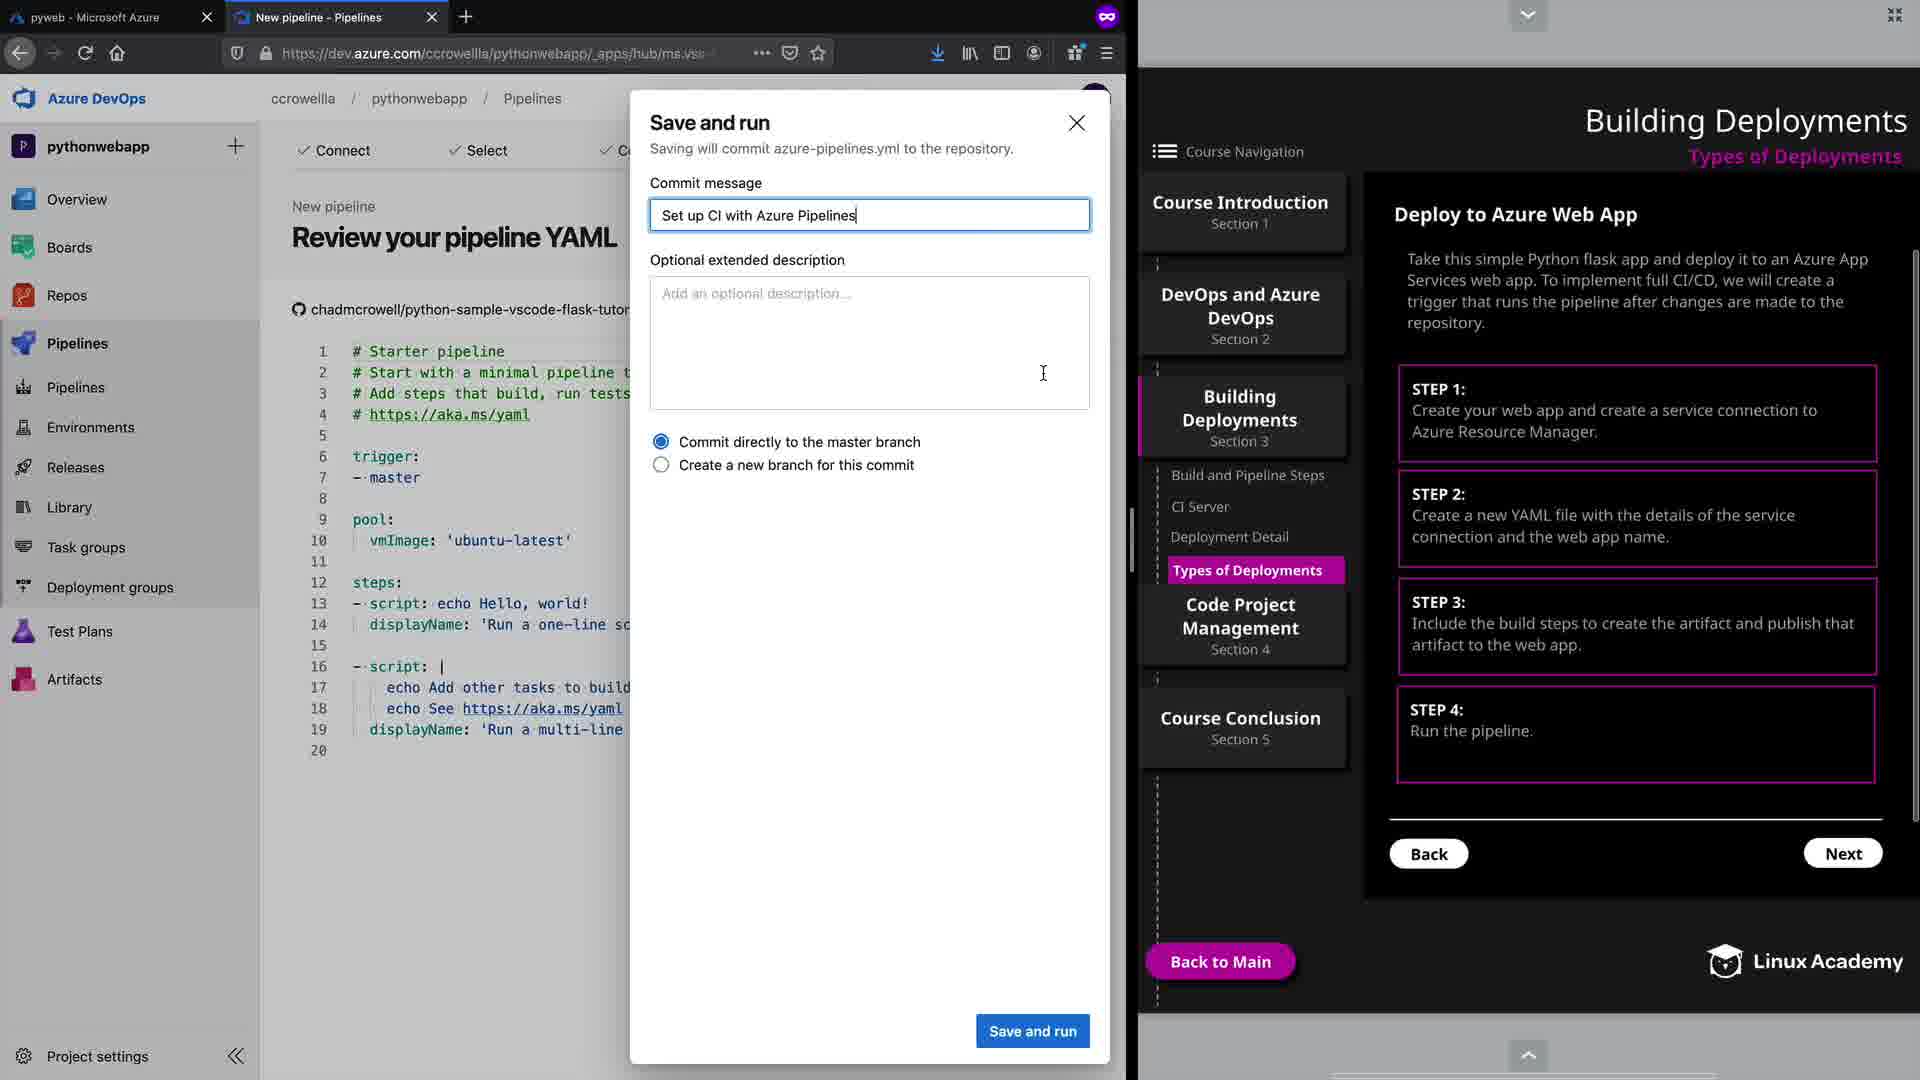 pyweb - Microsoft Azure
New pipeline - Pipelines
https://dev.azure.com/ccrowellla/pythonwebapp/_apps/hub/ms.vss
Azure DevOps
ccrowellla / pythonwebapp / Pipelines
P pythonwebapp
Overview
Boards
Repos
Pipelines
Pipelines
Environments
Releases
Library
Task groups
Deployment groups
Test Plans
Artifacts
Project settings
Connect
Select
New pipeline
Review your pipeline YAML
chadmcrowell/python-sample-vscode-flask-tutor
1 # Starter pipeline
2 # Start with a minimal pipeline
3 # Add steps that build, run tests
4 # https://aka.ms/yaml
5
6 trigger:
7 - master
8
9 pool:
10 vmImage: 'ubuntu-latest'
11
12 steps:
13 - script: echo Hello, world!
14 displayName: 'Run a one-line sc
15
16 - script: |
17 echo Add other tasks to build
18 echo See https://aka.ms/yaml
19 displayName: 'Run a multi-line
20
Save and run
Saving will commit azure-pipelines.yml to the repository.
Commit message
Set up CI with Azure Pipelines
Optional extended description
Add an optional description...
Commit directly to the master branch
Create a new branch for this commit
Save and run
Building Deployments
Types of Deployments
Course Navigation
Course Introduction
Section 1
DevOps and Azure
DevOps
Section 2
Building
Deployments
Section 3
Build and Pipeline Steps
CI Server
Deployment Detail
Types of Deployments
Code Project
Management
Section 4
Course Conclusion
Section 5
Back to Main
Deploy to Azure Web App
Take this simple Python flask app and deploy it to an Azure App
Services web app. To implement full CI/CD, we will create a
trigger that runs the pipeline after changes are made to the
repository.
STEP 1:
Create your web app and create a service connection to
Azure Resource Manager.
STEP 2:
Create a new YAML file with the details of the service
connection and the web app name.
STEP 3:
Include the build steps to create the artifact and publish that
artifact to the web app.
STEP 4:
Run the pipeline.
Back
Next
Linux Academy